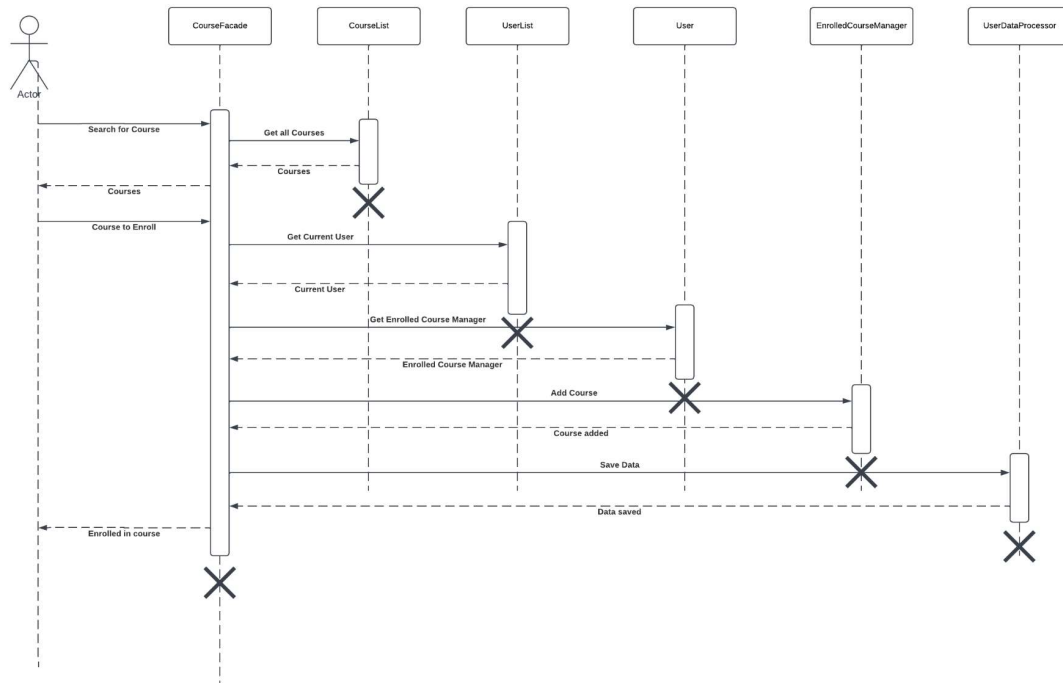 CourseFacade
CourseList
UserList
User
EnrolledCourseManager
UserDataProcessor
Actor
Search for Course
Get all Courses
Courses
Courses
Course to Enroll
Get Current User
Current User
Get Enrolled Course Manager
Enrolled Course Manager
Add Course
Course added
Save Data
Data saved
Enrolled in course